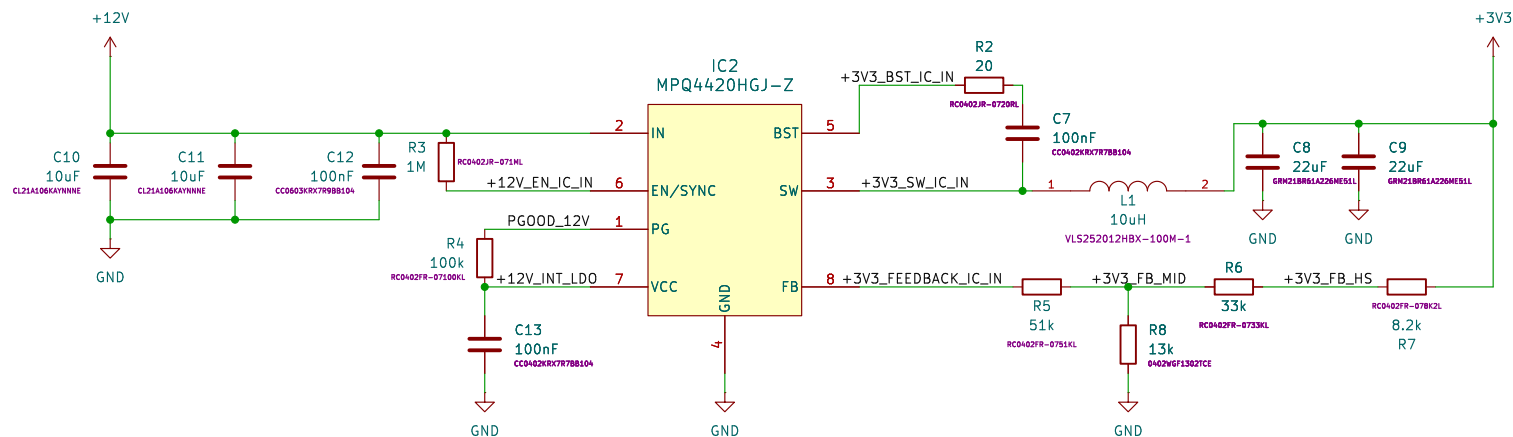 +12V
+3V3
IC2
MPQ4420HGJ-Z
R2
20
+3V3_BST_IC_IN
RC0402JR-0720RL
C7
100nF
CC0402KRX7R7BB104
2
IN
BST
5
C10
10uF
CL21A106KAYNNNE
C11
10uF
CL21A106KAYNNNE
C12
100nF
CC0603KRX7R9BB104
R3
1M
RC0402JR-071ML
C8
22uF
GRM21BR61A226ME51L
C9
22uF
GRM21BR61A226ME51L
+12V_EN_IC_IN
6
EN/SYNC
SW
3
+3V3_SW_IC_IN
1
2
L1
10uH
VLS252012HBX-100M-1
PGOOD_12V
1
PG
GND
GND
GND
R4
100k
RC0402FR-07100KL
+12V_INT_LDO
7
VCC
GND
FB
8
+3V3_FEEDBACK_IC_IN
+3V3_FB_MID
R6
33k
RC0402FR-0733KL
+3V3_FB_HS
RC0402FR-078K2L
8.2k
R7
R5
51k
RC0402FR-0751KL
C13
100nF
CC0402KRX7R7BB104
4
R8
13k
0402WGF1302TCE
GND
GND
GND